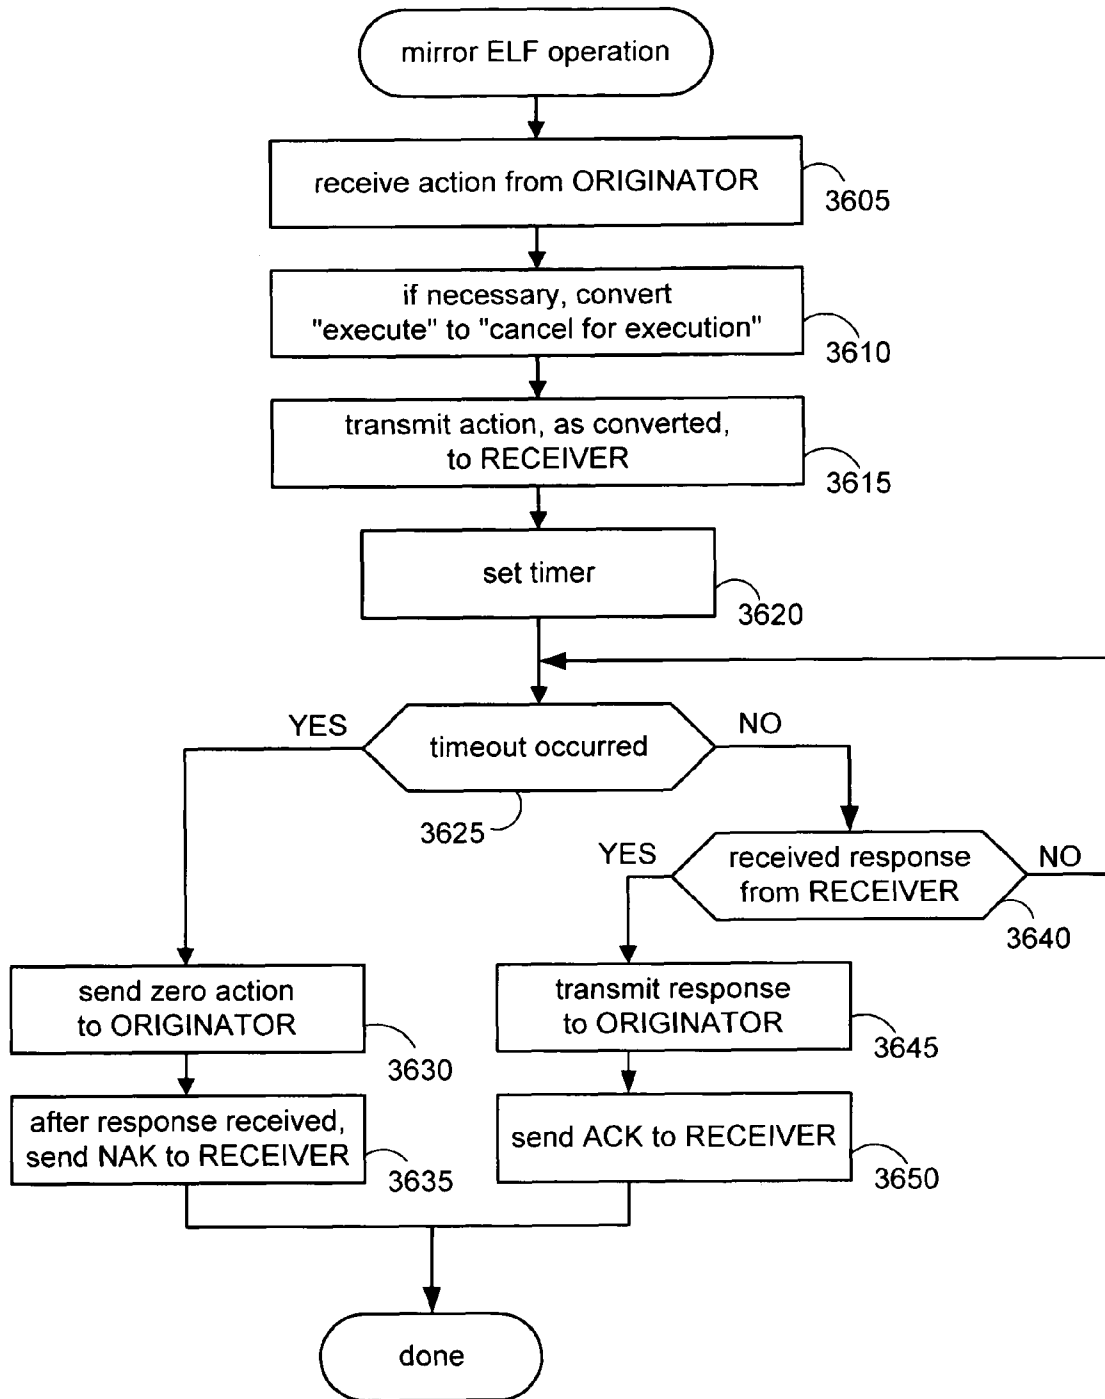 mirror ELF operation
receive action from ORIGINATOR
3605
if necessary, convert
"execute" to "cancel for execution"
3610
transmit action, as converted,
to RECEIVER
3615
set timer
3620
YES
timeout occurred
NO
3625
YES
received response
from RECEIVER
NO
3640
send zero action
to ORIGINATOR
3630
transmit response
to ORIGINATOR
3645
after response received,
send NAK to RECEIVER
3635
send ACK to RECEIVER
3650
done